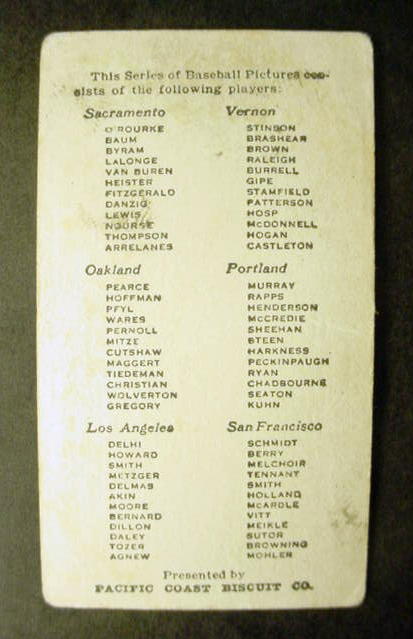 This Series of Baseball Pictures con-
sists of the following players:
Sacramento
O'ROURKE
BAUM
BYRAM
LALONGE
VAN BUREN
HEISTER
FITZGERALD
DANZIG
LEWIS
NOURSE
THOMPSON
ARRELANES
Vernon
STINSON
BRASHEAR
BROWN
RALEIGH
BURRELL
GIPE
STAMFIELD
PATTERSON
HOSP
McDONNELL
HOGAN
CASTLETON
Oakland
PEARCE
HOFFMAN
PFYL
WARES
PERNOLL
MITZE
CUTSHAW
MAGGERT
TIEDEMAN
CHRISTIAN
WOLVERTON
GREGORY
Portland
MURRAY
RAPPS
HENDERSON
McCREDIE
SHEEHAN
STEEN
HARKNESS
PECKINPAUGH
RYAN
CHADBOURNE
SEATON
KUHN
Los Angeles
DELHI
HOWARD
SMITH
METZGER
DELMAS
AKIN
MOORE
BERNARD
DILLON
DALEY
TOZER
AGNEW
San Francisco
SCHMIDT
BERRY
MELCHOIR
TENNANT
SMITH
HOLLAND
McARDLE
VITT
MEIKLE
SUTOR
BROWNING
MOHLER
Presented by
PACIFIC COAST BISCUIT CO.